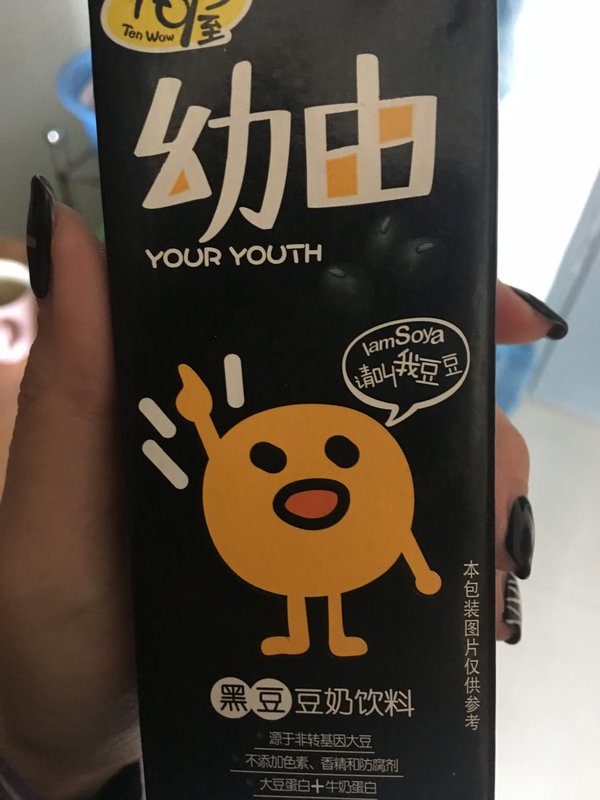 至
Ten Wow
幼由
YOUR YOUTH
IamSoya
请叫我豆豆
本包装图片仅供参考
黑豆豆奶饮料
源于非转基因大豆
不添加色素、香精和防腐剂
大豆蛋白+牛奶蛋白